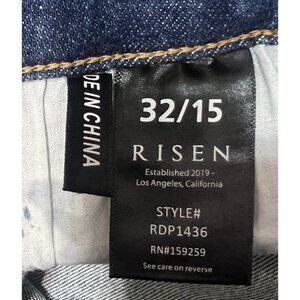 DE IN CHINA
32/15
RISEN
Established 2019 -
Los Angeles, California
STYLE#
RDP1436
RN#159259
See care on reverse